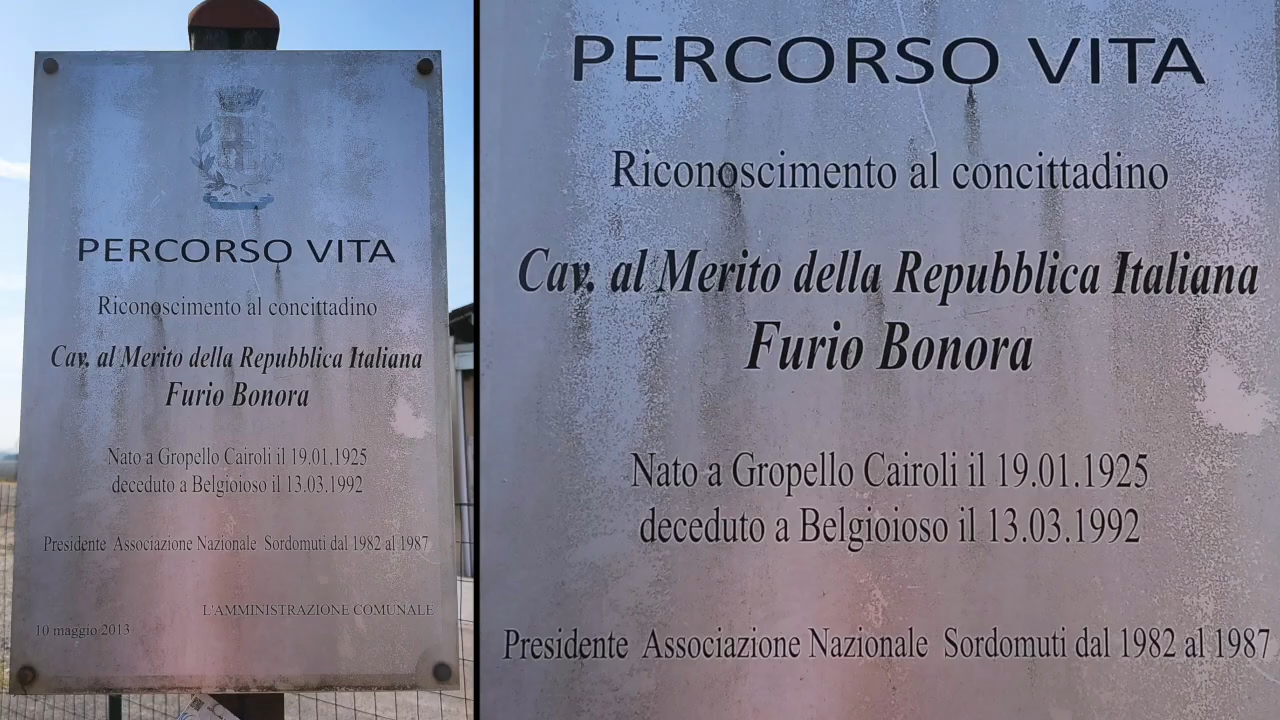 PERCORSO VITA
Riconoscimento al concittadino
Cav. al Merito della Repubblica Italiana
Furio Bonora
Nato a Gropello Cairoli il 19.01.1925
deceduto a Belgioioso il 13.03.1992
Presidente Associazione Nazionale Sordomuti dal 1982 al 1987
L'AMMINISTRAZIONE COMUNALE
10 maggio 2013
PERCORSO VITA
Riconoscimento al concittadino
Cav. al Merito della Repubblica Italiana
Furio Bonora
Nato a Gropello Cairoli il 19.01.1925
deceduto a Belgioioso il 13.03.1992
Presidente Associazione Nazionale Sordomuti dal 1982 al 1987